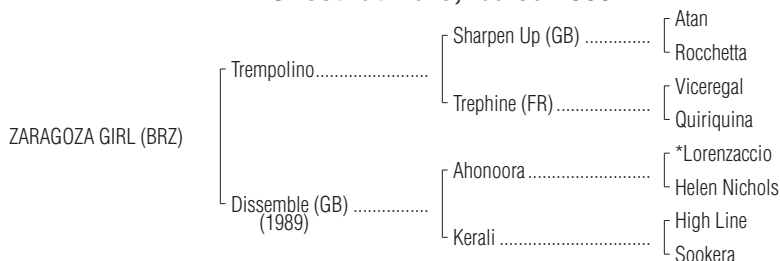 Atan
Sharpen Up (GB) ..............
Rocchetta
Trempolino........................
Viceregal
Trephine (FR) ....................
Quiriquina
ZARAGOZA GIRL (BRZ)
*Lorenzaccio
Ahonoora ..........................
Helen Nichols
Dissemble (GB) ................
(1989)
High Line
Kerali ................................
Sookera